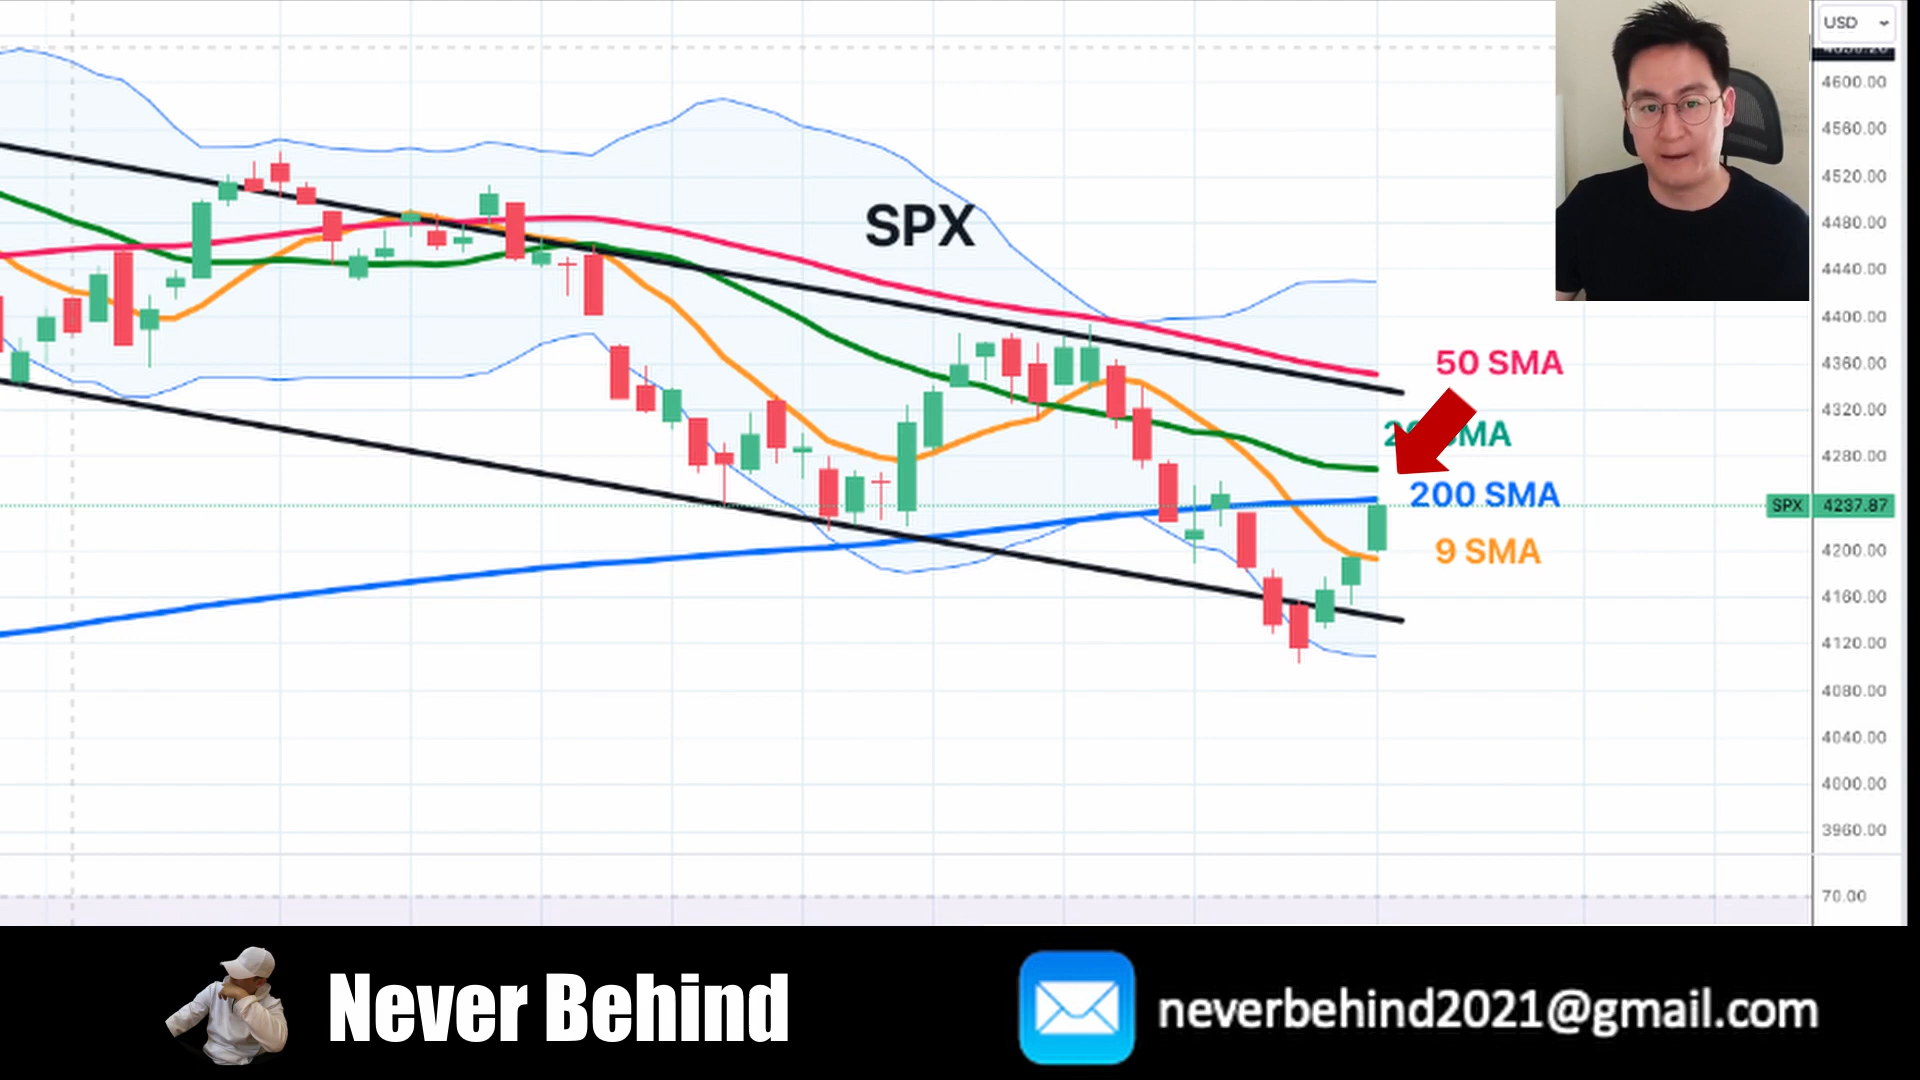 USD
4600.00
4560.00
4520.00
SPX
4480.00
4440.00
4400.00
50 SMA
4360.00
4320.00
SMA
4280.00
200 SMA
SPX 4237.87
9 SMA
4200.00
4160.00
4120.00
4080.00
4040.00
4000.00
3960.00
70.00
Never Behind
neverbehind2021@gmail.com